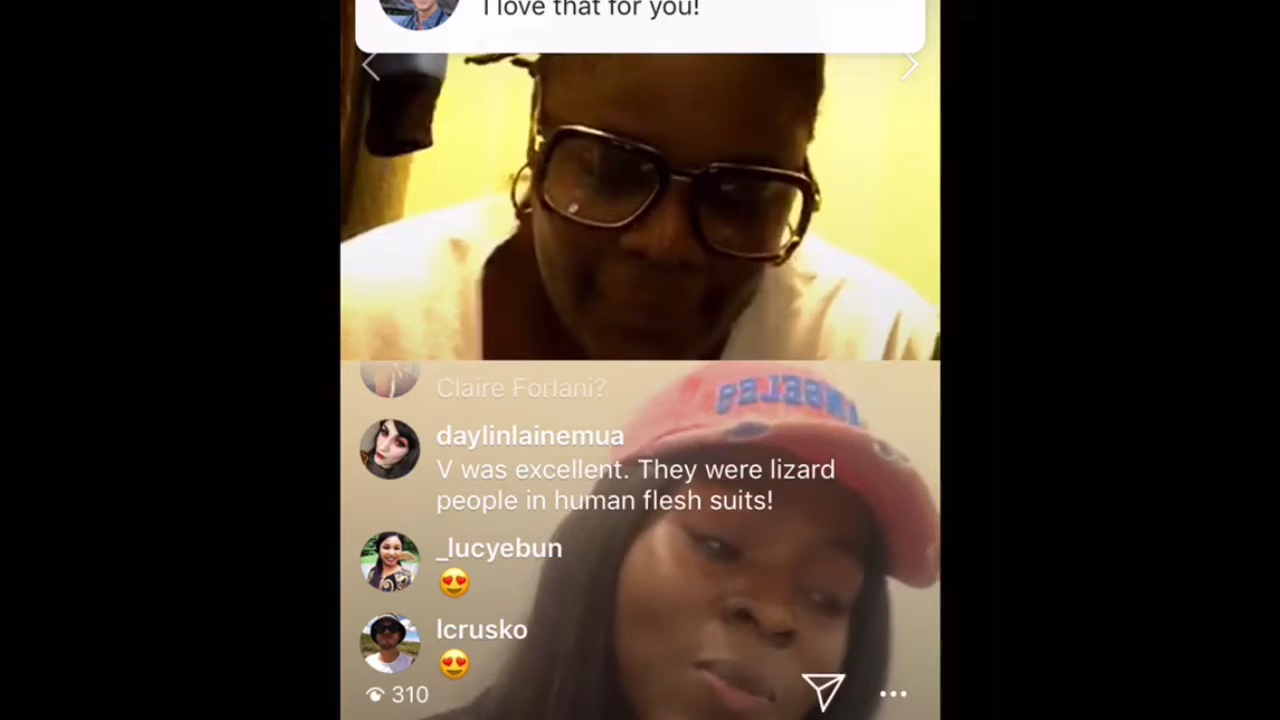 I love that for you!
Claire Forlani?
daylinlainemua
V was excellent. They were lizard
people in human flesh suits!
_lucyebun
lcrusko
310